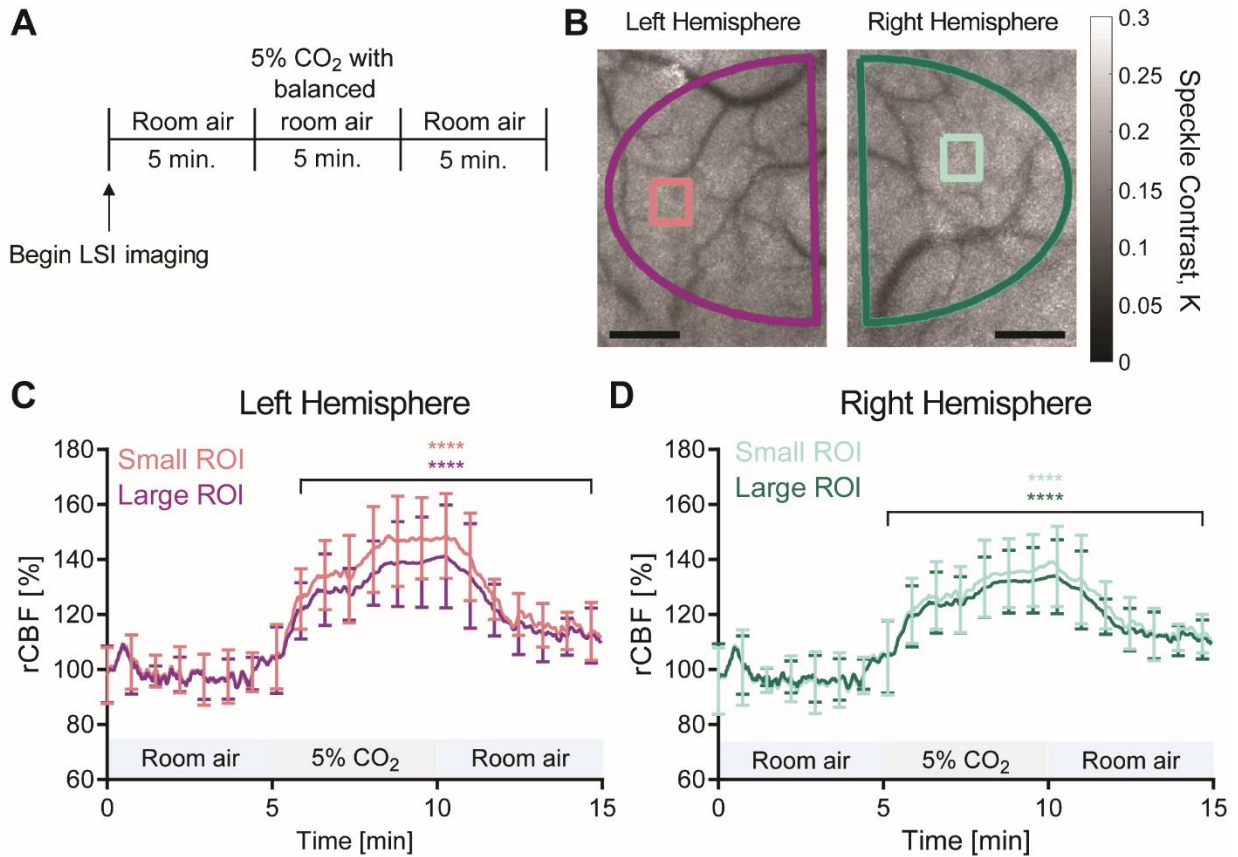 A
5% CO₂ with
balanced
Room air room air Room air
5 min. 5 min. 5 min.
Begin LSI imaging
B
Left Hemisphere Right Hemisphere
0.3
0.25
0.2
0.15
0.1
0.05
0
Speckle Contrast, K
C
Left Hemisphere
180
160
140
120
100
80
60
rCBF [%]
Small ROI
Large ROI
****
****
Room air 5% CO₂ Room air
0 5 10 15
Time [min]
D
Right Hemisphere
180
160
140
120
100
80
60
rCBF [%]
Small ROI
Large ROI
****
****
Room air 5% CO₂ Room air
0 5 10 15
Time [min]